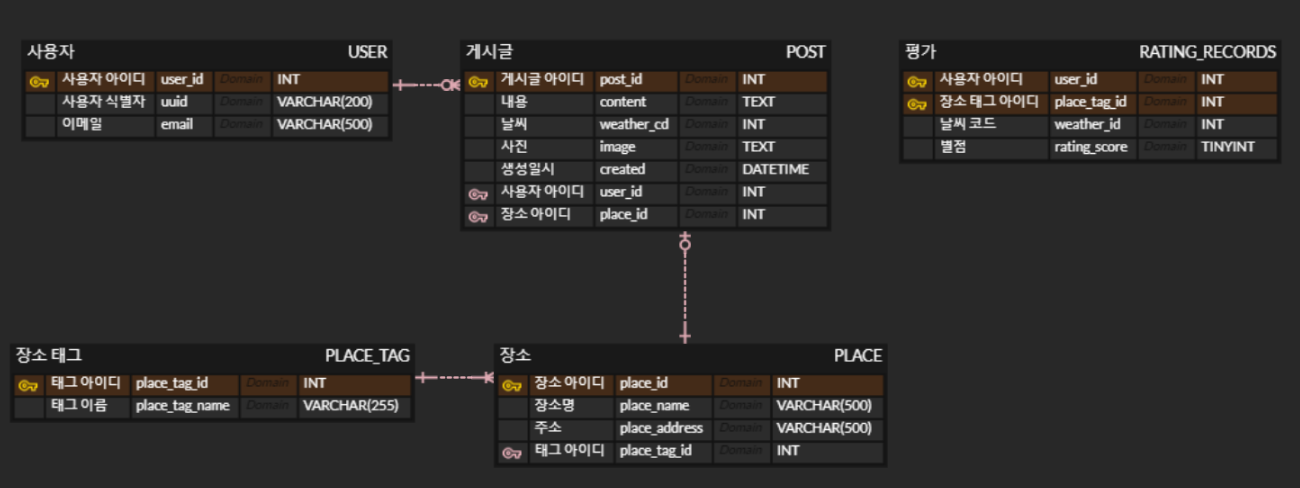 사용자 USER
사용자 아이디 user_id Domain INT
사용자 식별자 uuid Domain VARCHAR(200)
이메일 email Domain VARCHAR(500)
게시글 POST
게시글 아이디 post_id Domain INT
내용 content Domain TEXT
날씨 weather_cd Domain INT
사진 image Domain TEXT
생성일시 created Domain DATETIME
사용자 아이디 user_id Domain INT
장소 아이디 place_id Domain INT
평가 RATING_RECORDS
사용자 아이디 user_id Domain INT
장소 태그 아이디 place_tag_id Domain INT
날씨 코드 weather_id Domain INT
별점 rating_score Domain TINYINT
장소 태그 PLACE_TAG
태그 아이디 place_tag_id Domain INT
태그 이름 place_tag_name Domain VARCHAR(255)
장소 PLACE
장소 아이디 place_id Domain INT
장소명 place_name Domain VARCHAR(500)
주소 place_address Domain VARCHAR(500)
태그 아이디 place_tag_id Domain INT